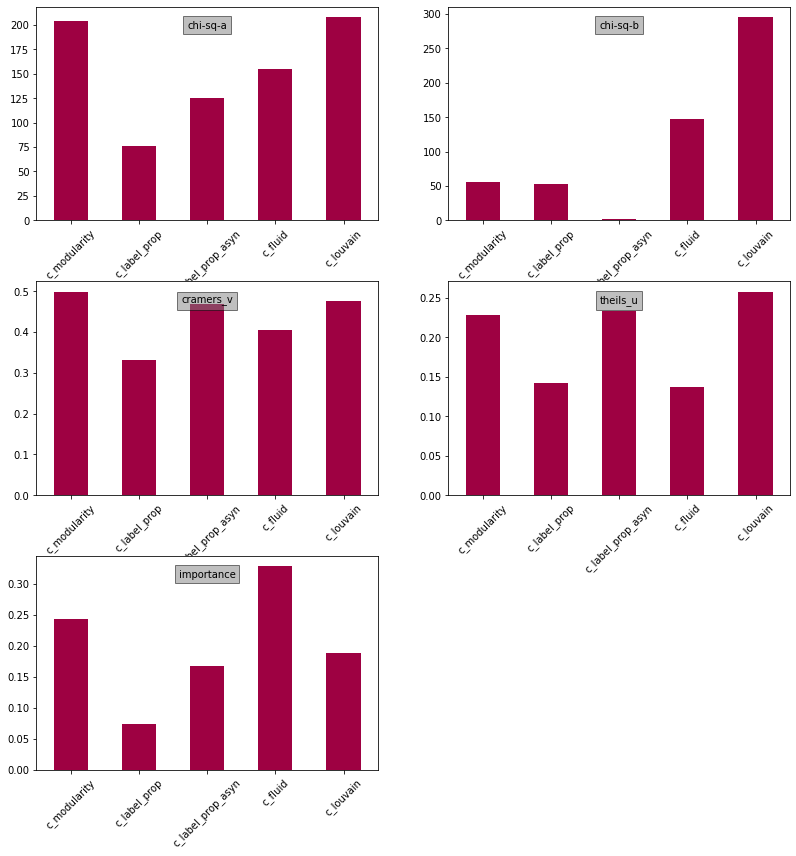 chi-sq-a
200
175
150
125
100
75
50
25
0
c_modularity
c_label_prop
bel_prop_asyn
c_fluid
c_louvain
chi-sq-b
300
250
200
150
100
50
0
c_modularity
c_label_prop
bel_prop_asyn
c_fluid
c_louvain
cramers_v
0.5
0.4
0.3
0.2
0.1
0.0
c_modularity
c_label_prop
bel_prop_asyn
c_fluid
c_louvain
theils_u
0.25
0.20
0.15
0.10
0.05
0.00
c_modularity
c_label_prop
c_label_prop_asyn
c_fluid
c_louvain
importance
0.30
0.25
0.20
0.15
0.10
0.05
0.00
c_modularity
c_label_prop
c_label_prop_asyn
c_fluid
c_louvain